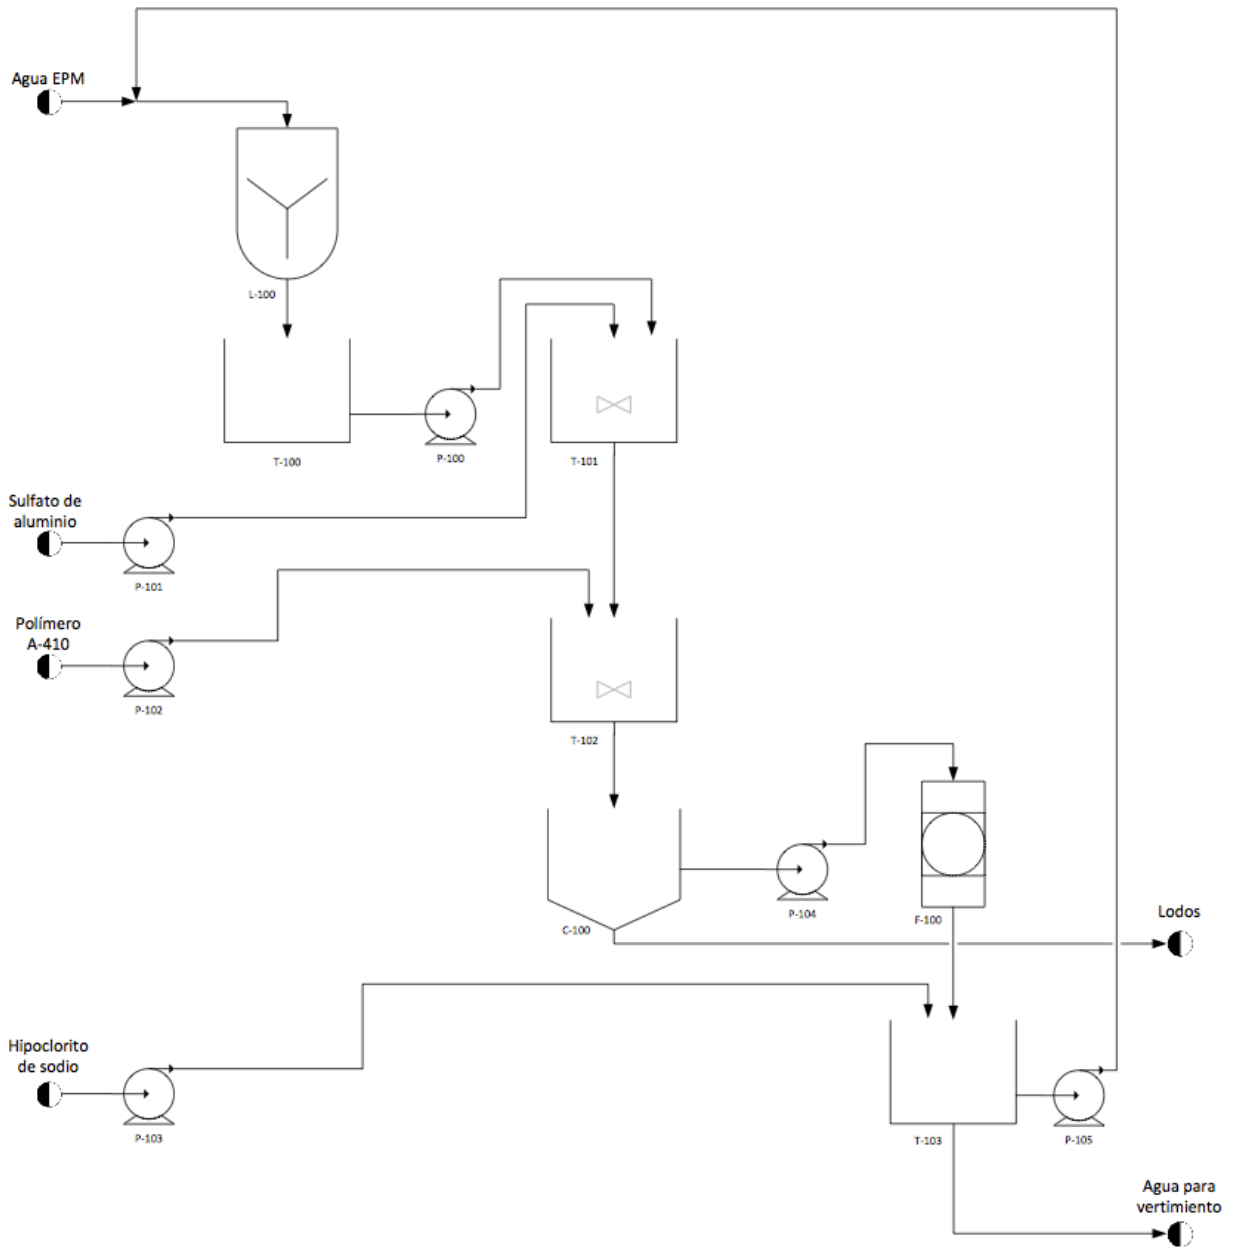 Agua EPM
L-100
T-100
P-100
T-101
Sulfato de
aluminio
P-101
Polímero
A-410
P-102
T-102
P-104
F-100
C-100
Lodos
Hipoclorito
de sodio
P-103
T-103
P-105
Agua para
vertimiento